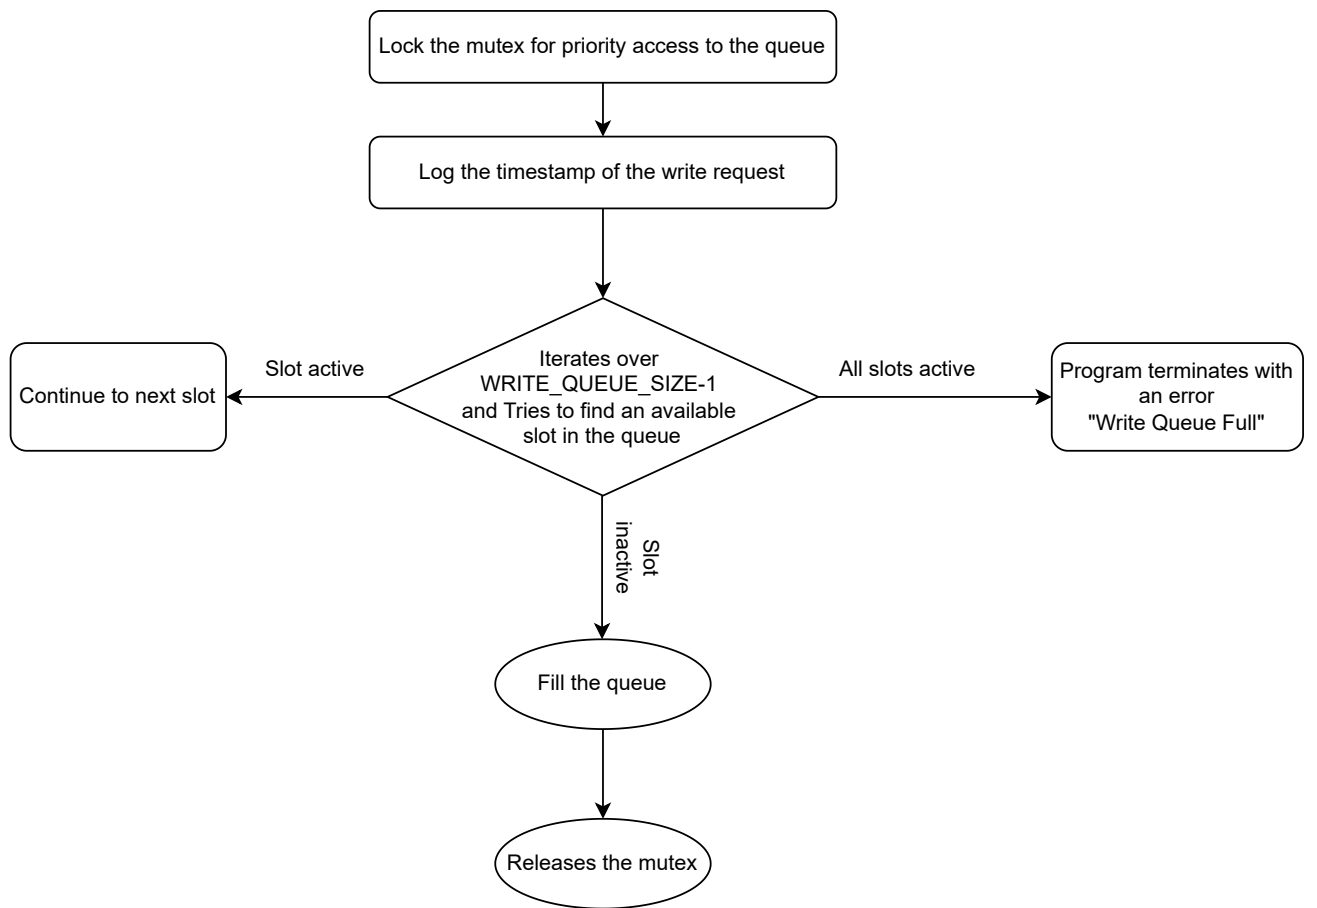 Lock the mutex for priority access to the queue
Log the timestamp of the write request
Iterates over
WRITE_QUEUE_SIZE-1
and Tries to find an available
slot in the queue
Slot active
Continue to next slot
All slots active
Program terminates with
an error
"Write Queue Full"
Slot
inactive
Fill the queue
Releases the mutex